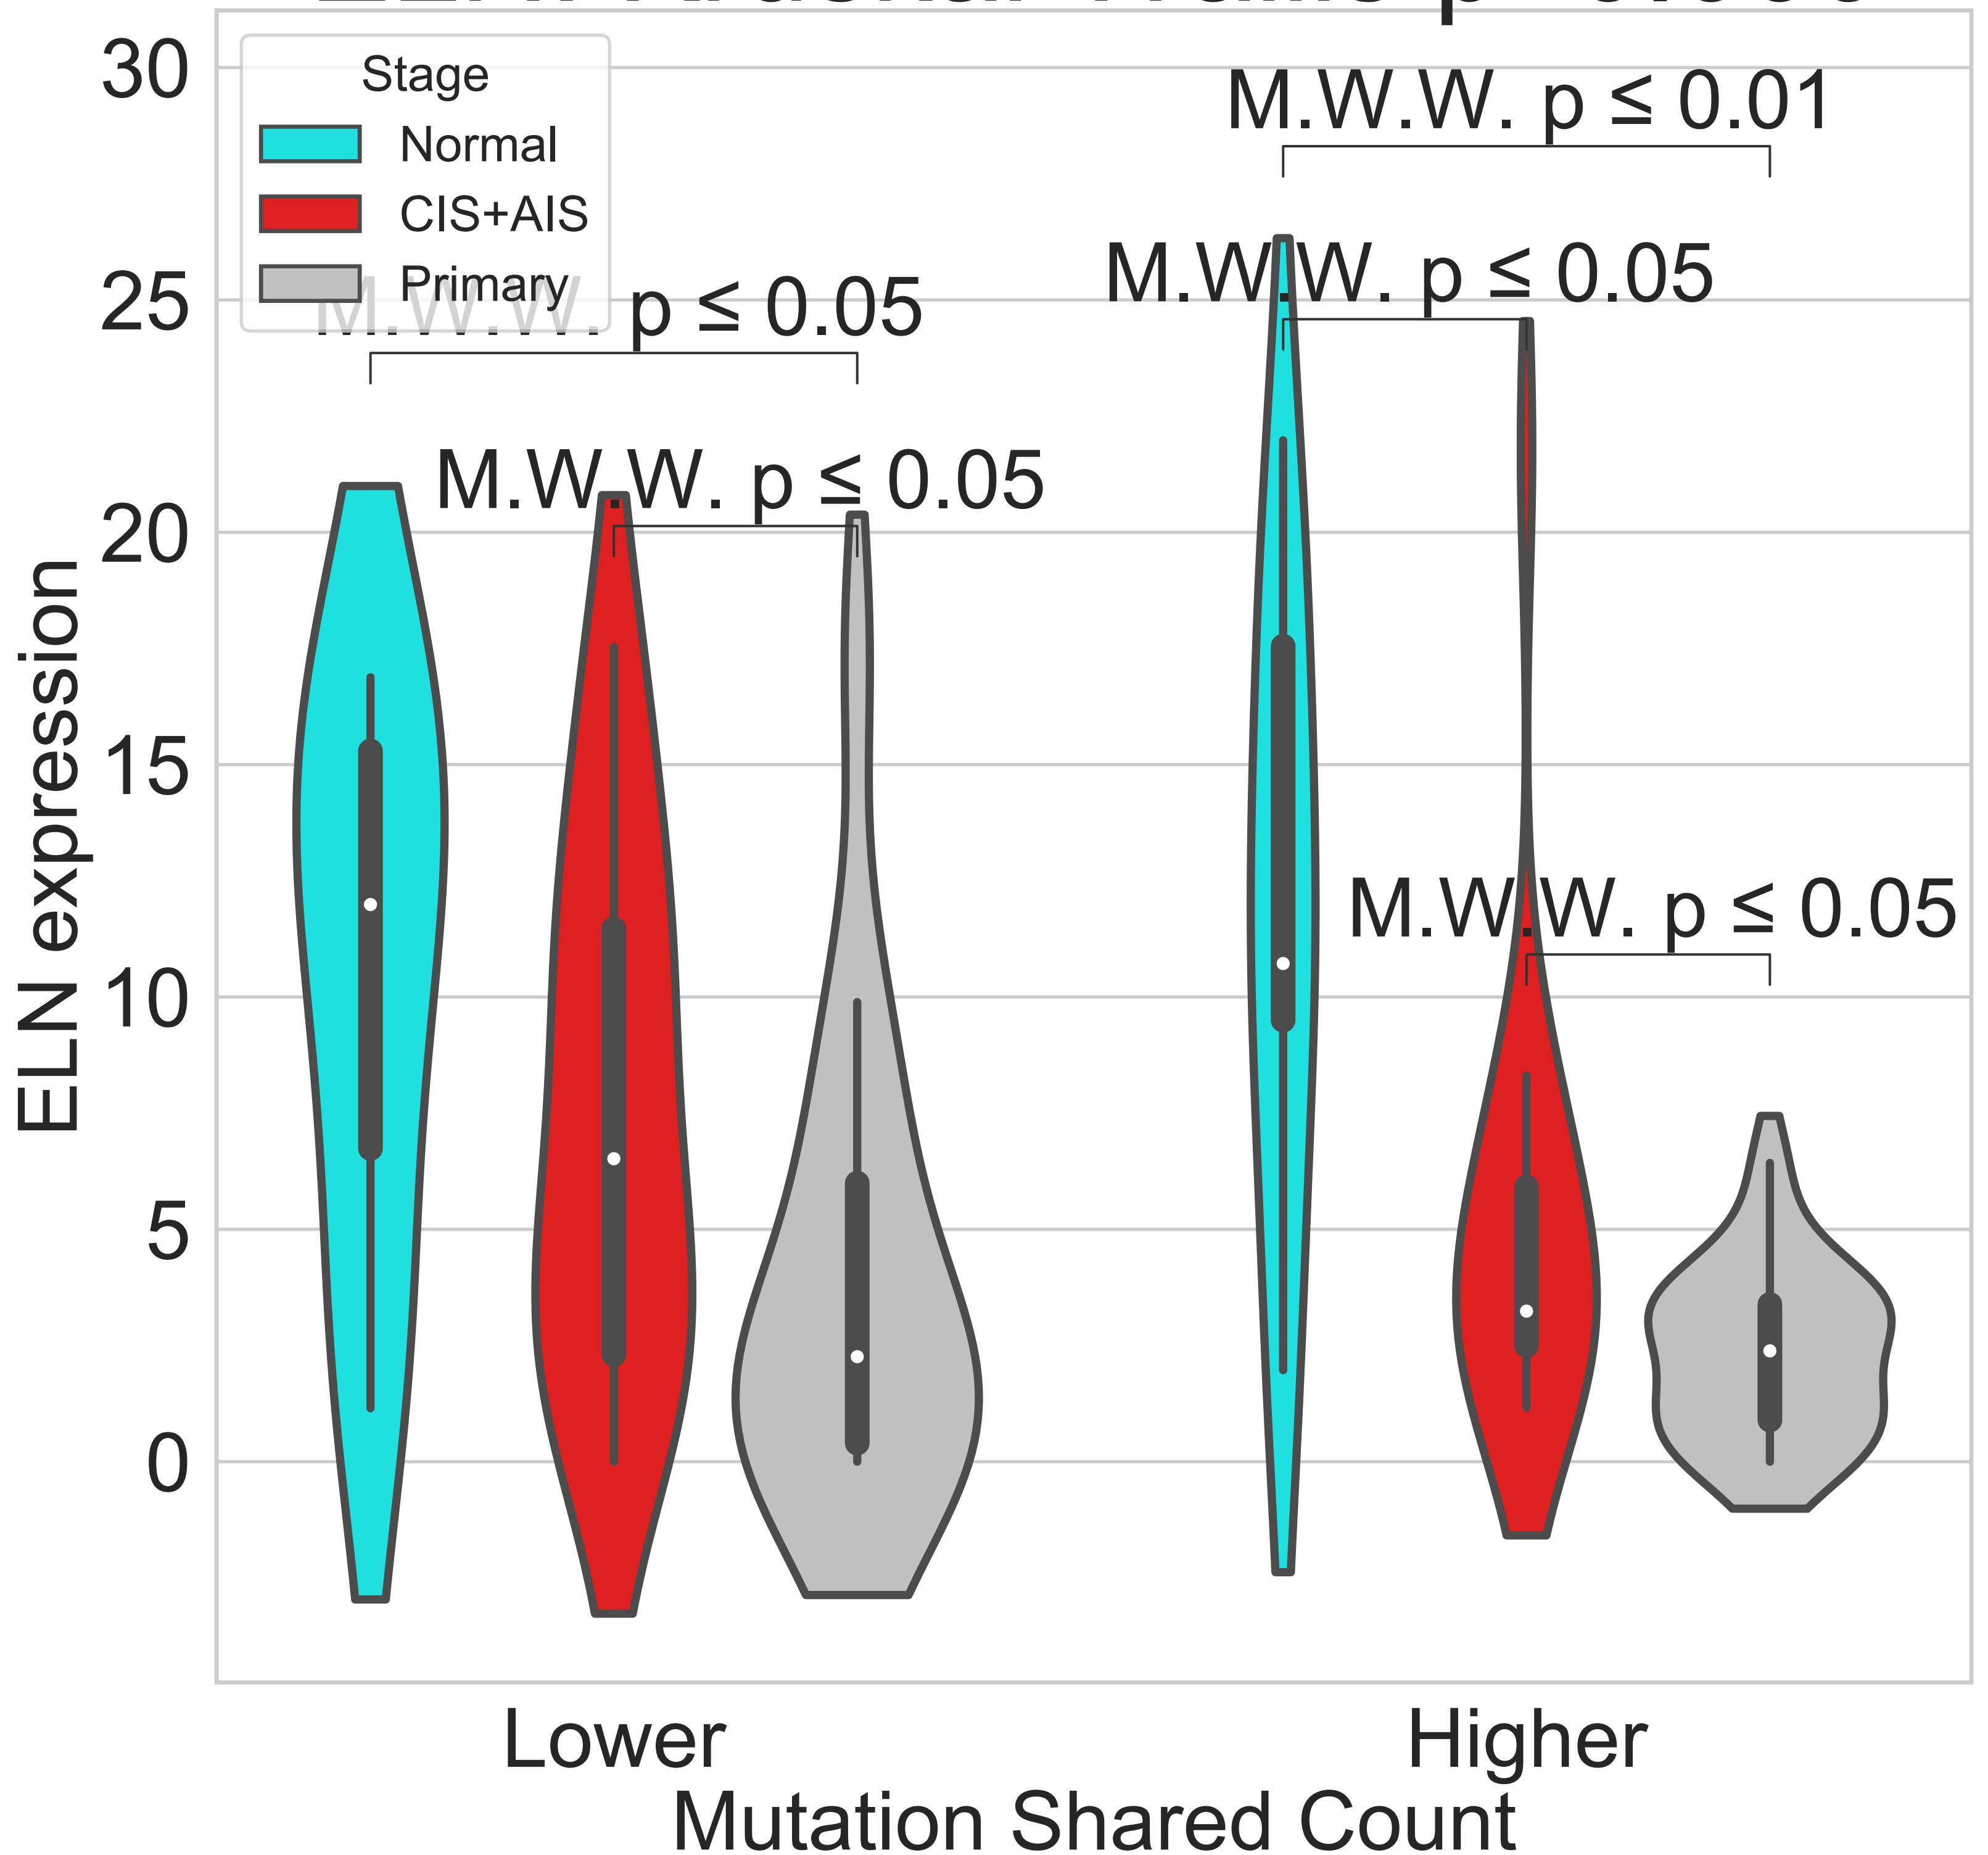 30
25
20
15
10
5
0
ELN expression
Stage
Normal
CIS+AIS
Primary
M.W.W. p ≤ 0.01
M.W.W. p ≤ 0.05
M.W.W. p ≤ 0.05
M.W.W. p ≤ 0.05
M.W.W. p ≤ 0.05
Lower
Higher
Mutation Shared Count